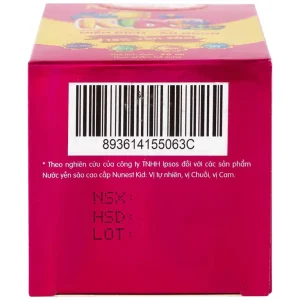 KIDS
893614155063C
* Theo nghiên cứu của công ty TNHH Ipsos đối với các sản phẩm
Nước yến sào cao cấp Nunest Kid: Vị tự nhiên, vị Chuối, vị Cam.
NSX:
HSD:
LOT: